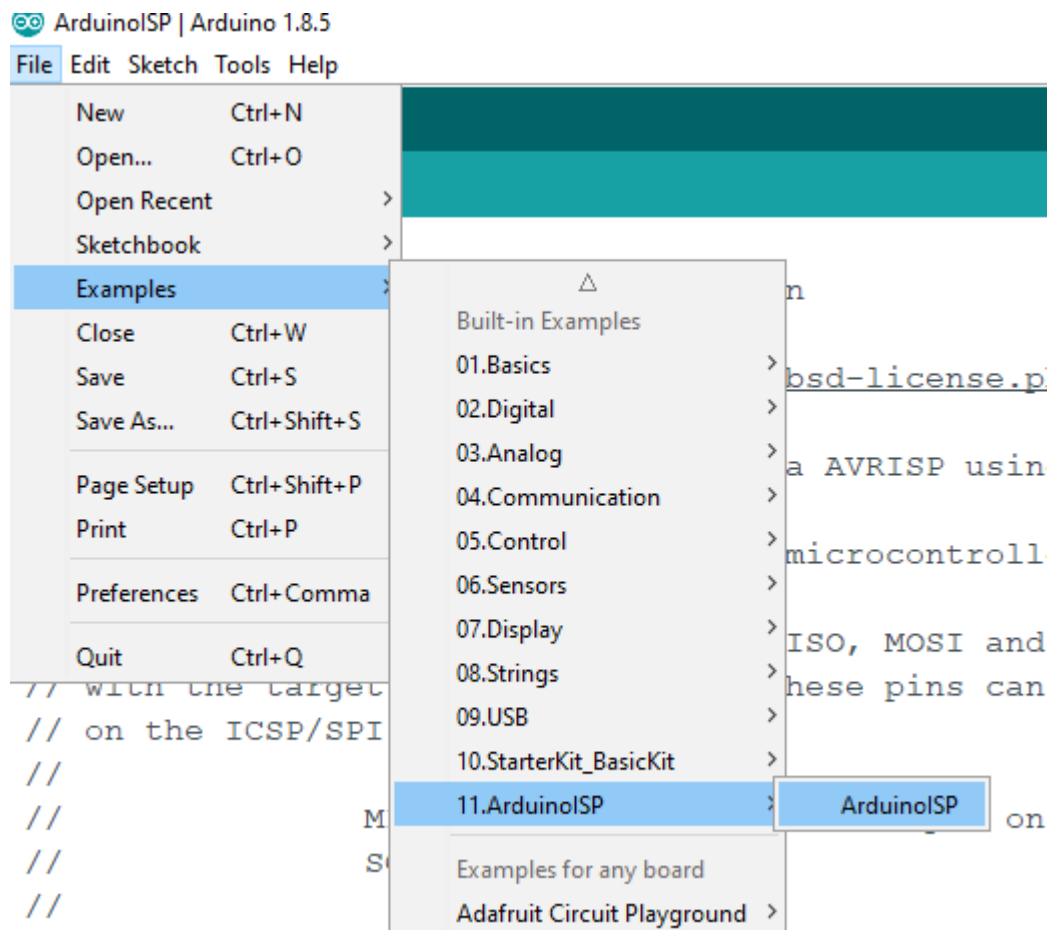 ArduinoISP | Arduino 1.8.5
File Edit Sketch Tools Help
New Ctrl+N
Open... Ctrl+O
Open Recent
Sketchbook
Examples
Close Ctrl+W
Save Ctrl+S
Save As... Ctrl+Shift+S
Page Setup Ctrl+Shift+P
Print Ctrl+P
Preferences Ctrl+Comma
Quit Ctrl+Q
Built-in Examples
01.Basics
02.Digital
03.Analog
04.Communication
05.Control
06.Sensors
07.Display
08.Strings
09.USB
10.StarterKit_BasicKit
11.ArduinoISP
Examples for any board
Adafruit Circuit Playground
ArduinoISP
bsd-license.p
a AVRISP usin
microcontroll
ISO, MOSI and
// with the target hese pins can
// on the ICSP/SPI
//
// M on
// S
//